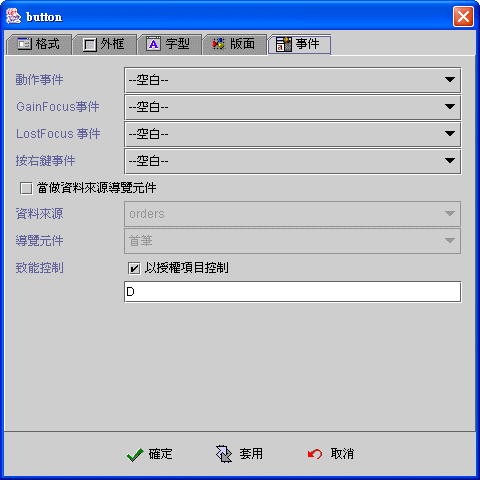 button
格式 外框 字型 版面 事件
動作事件 --空白--
GainFocus事件 --空白--
LostFocus 事件 --空白--
按右鍵事件 --空白--
當做資料來源導覽元件
資料來源 orders
導覽元件 首筆
致能控制 以授權項目控制
D
確定 套用 取消